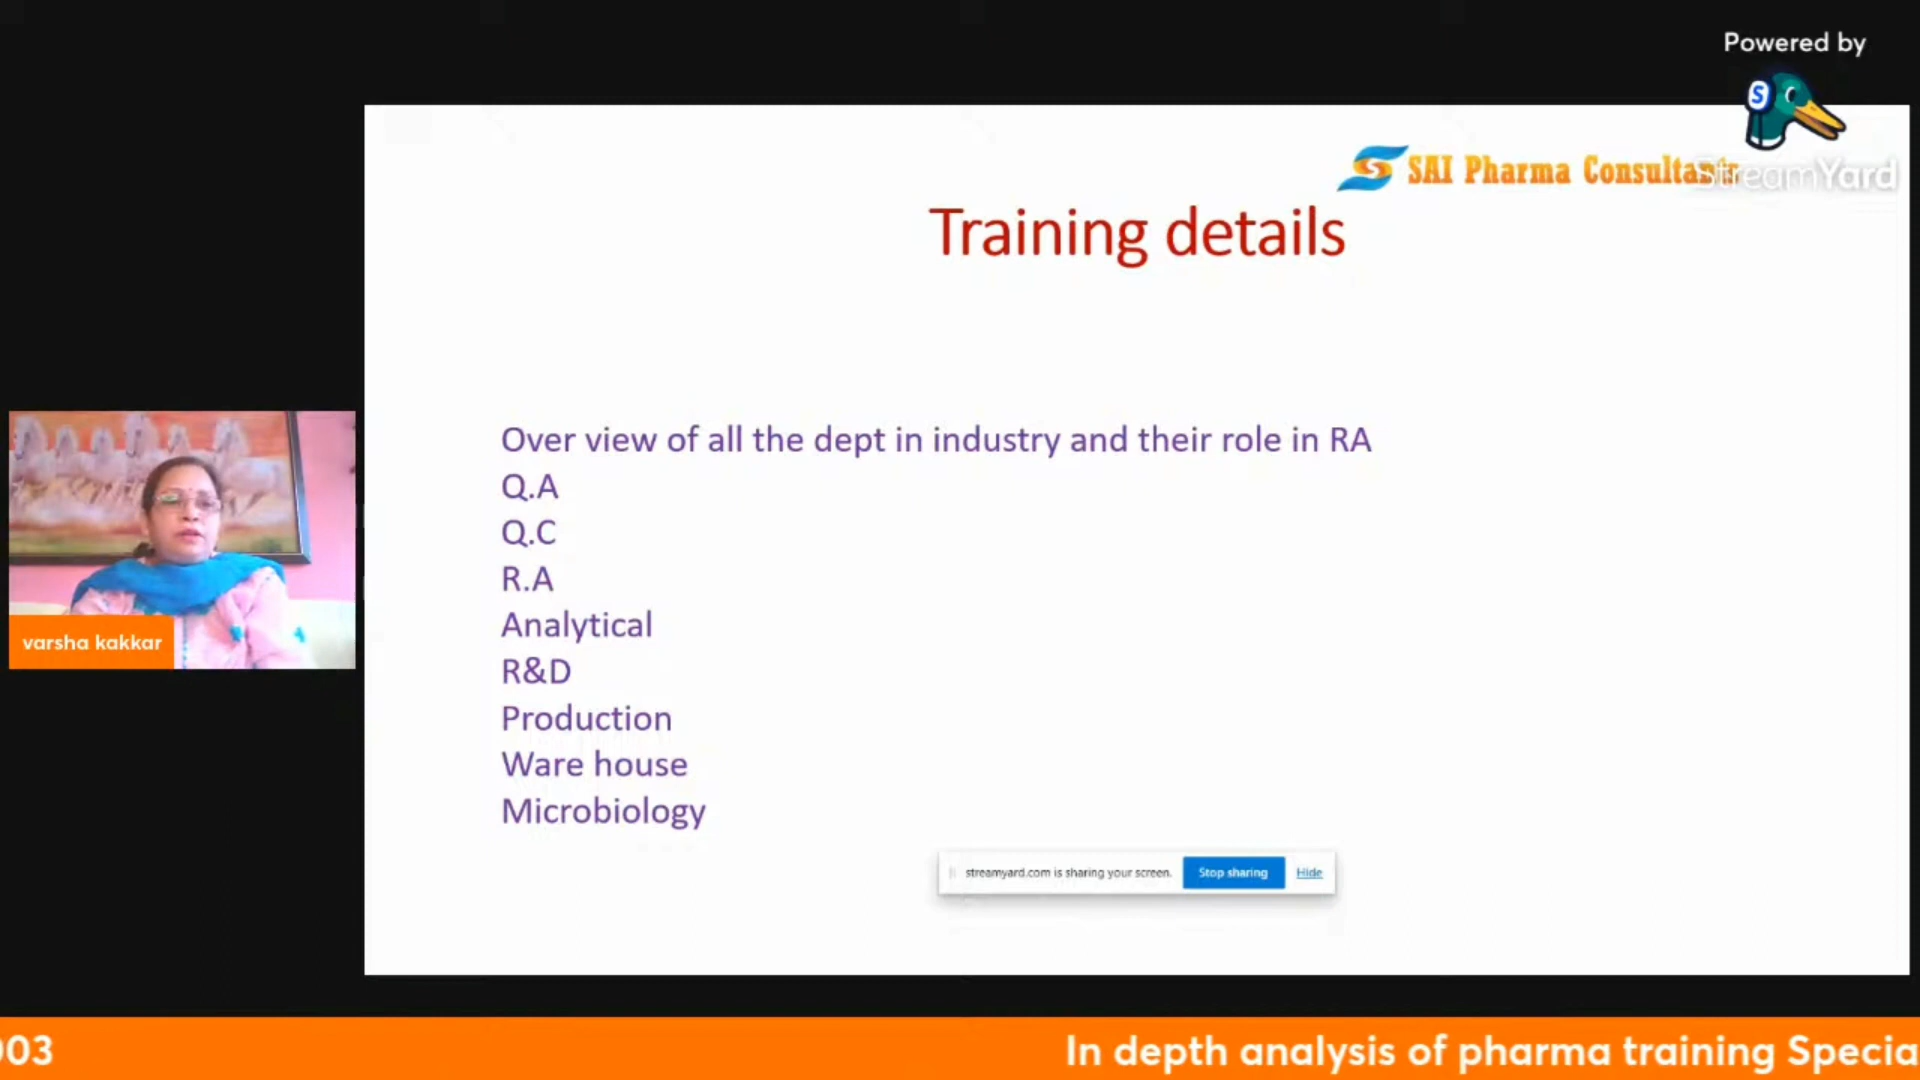 Powered by
StreamYard
SAI Pharma Consultants
Training details
Over view of all the dept in industry and their role in RA
Q.A
Q.C
R.A
Analytical
R&D
Production
Ware house
Microbiology
varsha kakkar
streamyard.com is sharing your screen. Stop sharing Hide
003 In depth analysis of pharma training Specia